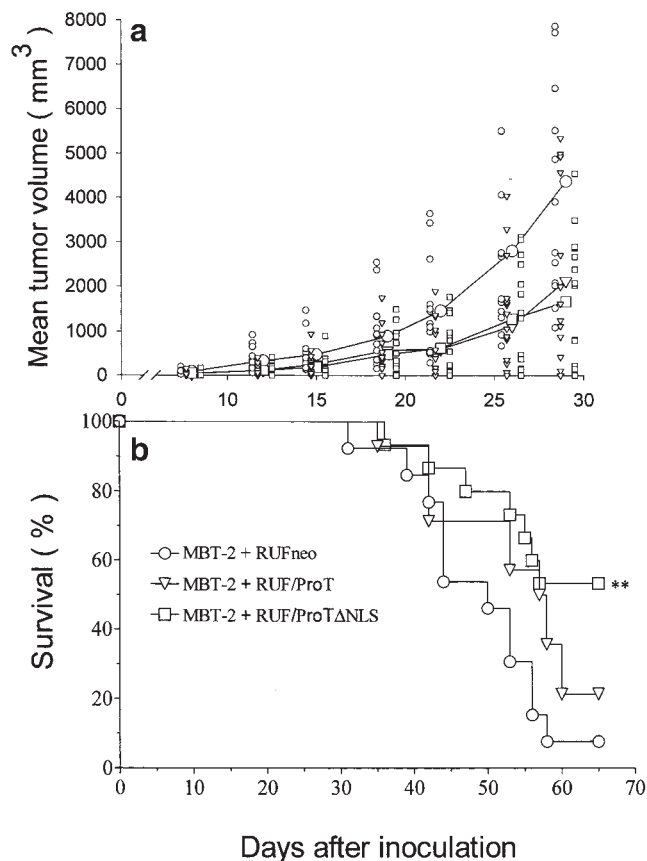 a
Mean tumor volume ( mm³ )
8000
7000
6000
5000
4000
3000
2000
1000
0
0 10 15 20 25 30
b
Survival ( % )
100
80
60
40
20
0
MBT-2 + RUFneo
MBT-2 + RUF/ProT
MBT-2 + RUF/ProTΔNLS
**
0 10 20 30 40 50 60 70
Days after inoculation